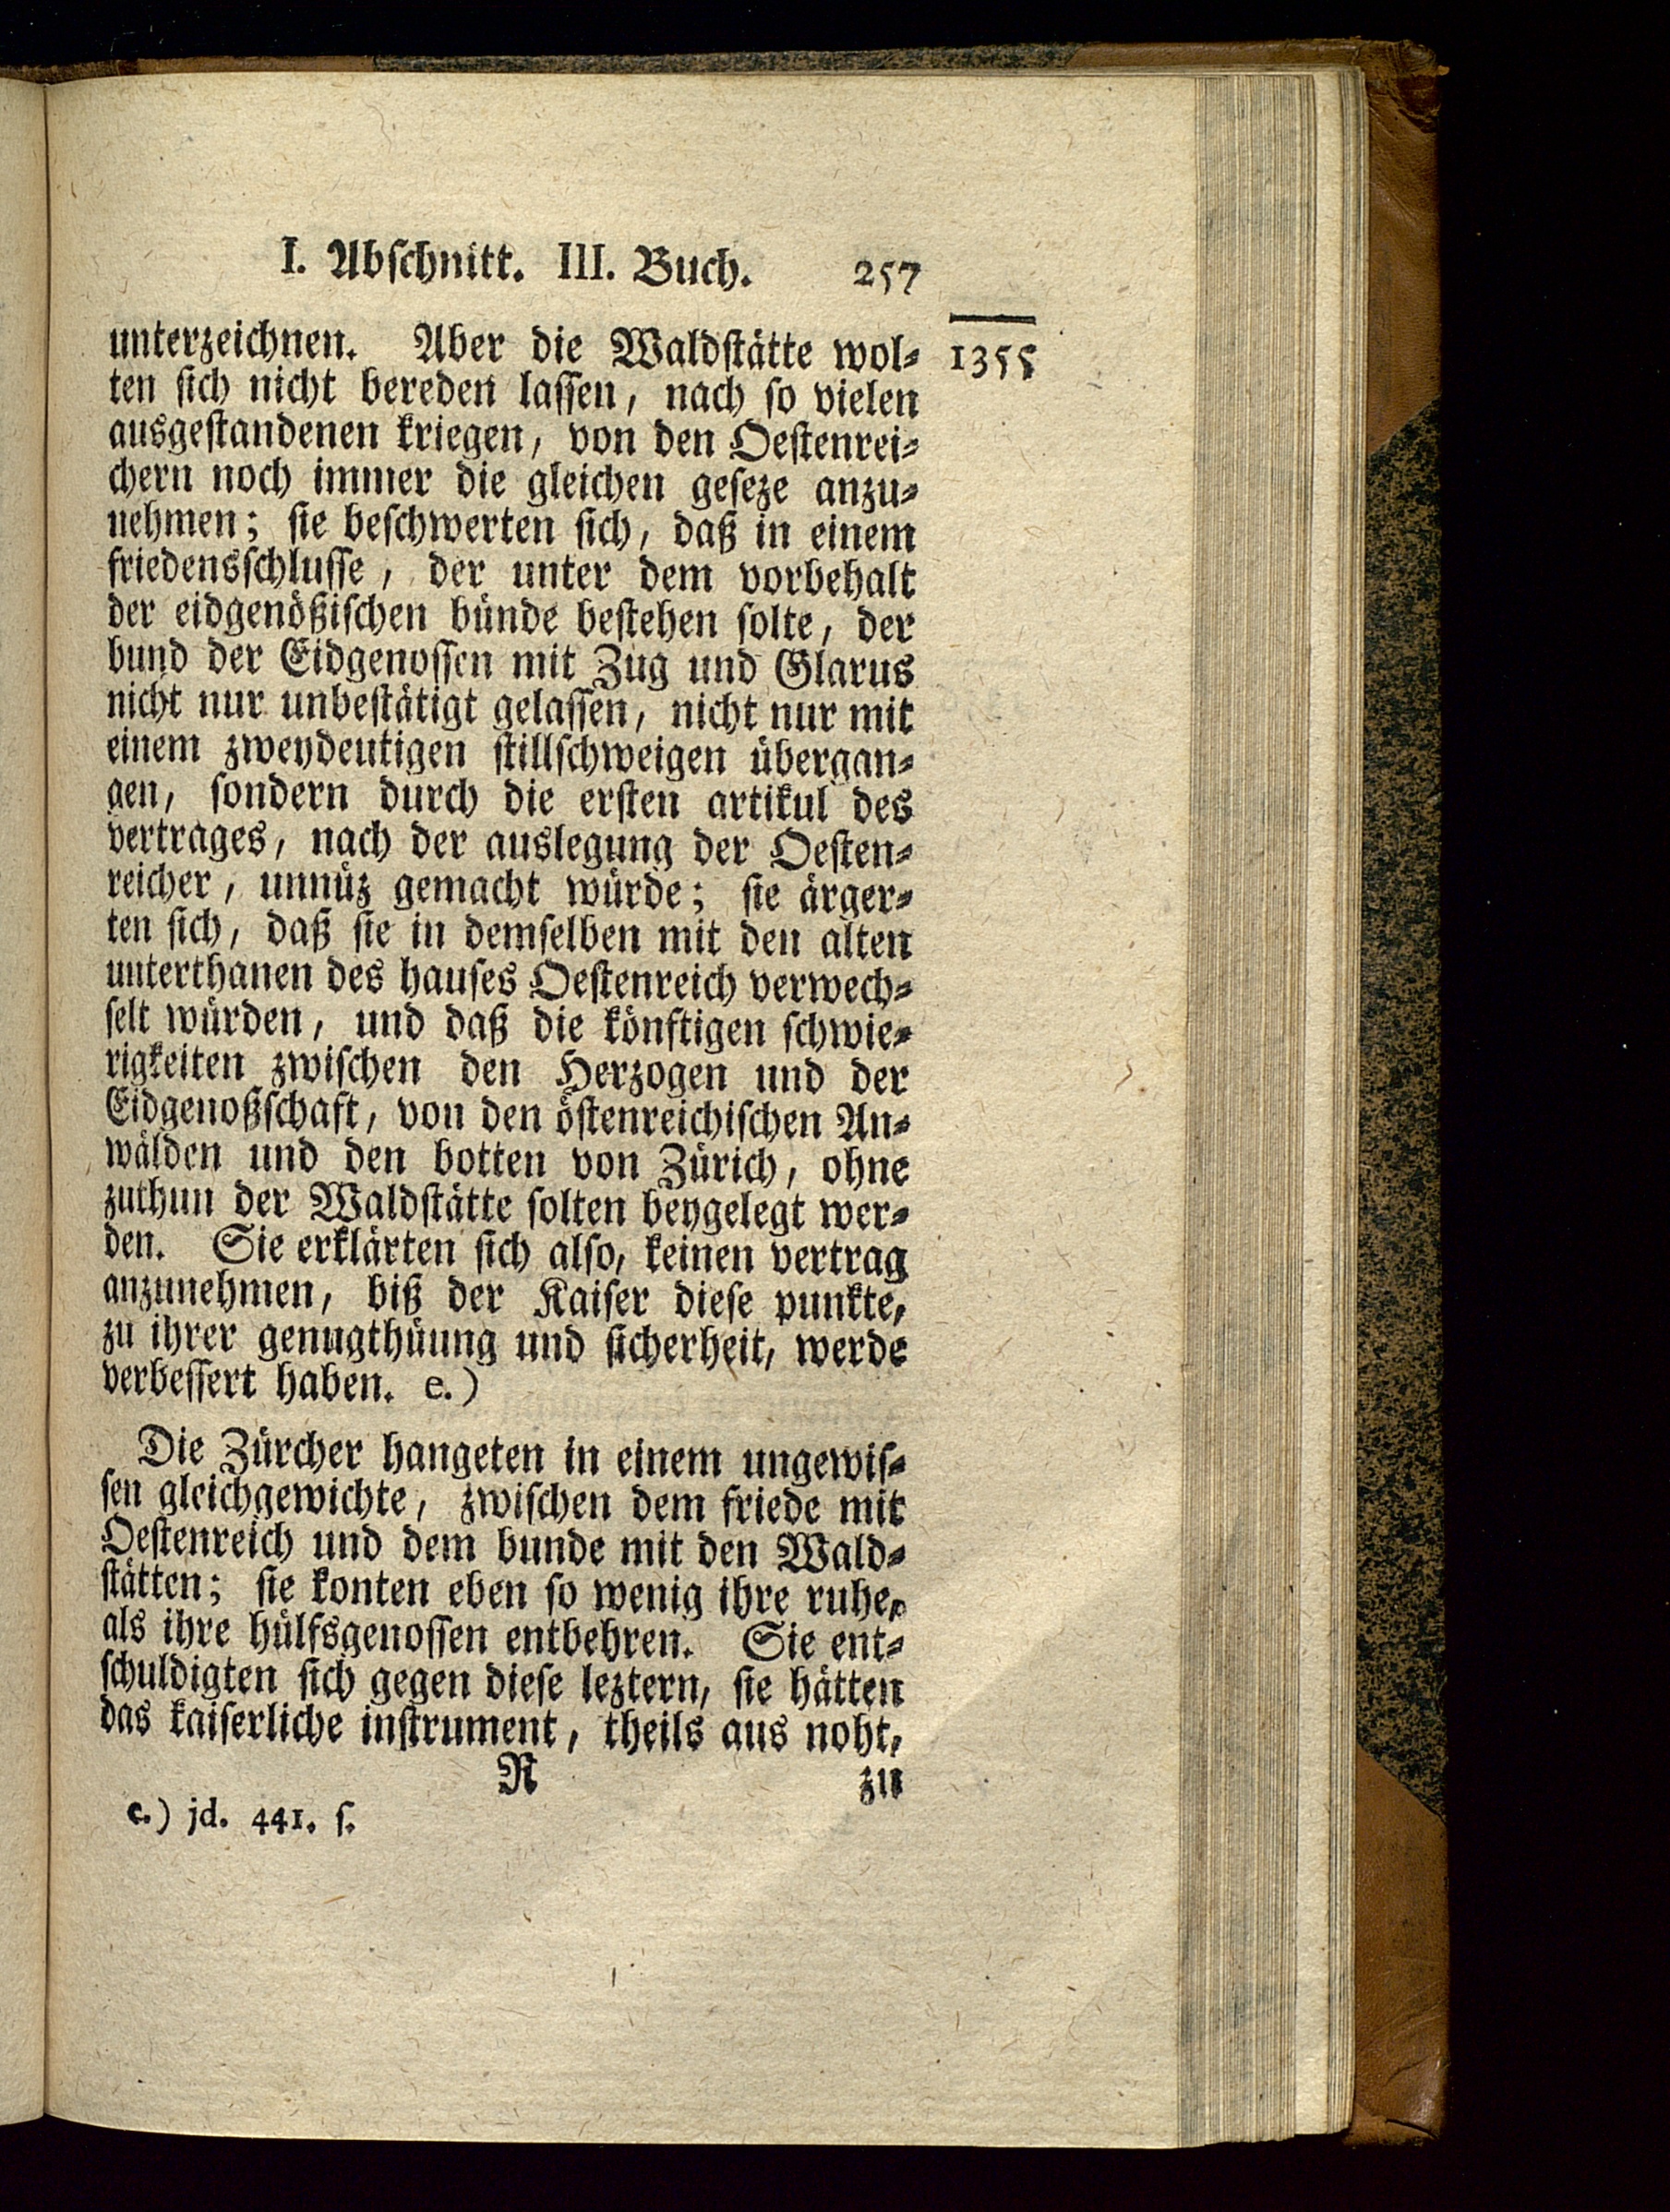 I. Abschnitt. III. Buch. 257
1355
unterzeichnen. Aber die Waldstätte wol-
ten sich nicht bereden lassen, nach so vielen
ausgestandenen kriegen, von den Oestenrei-
chern noch immer die gleichen geseze anzu-
nehmen; sie beschwerten sich, daß in einem
friedensschlusse, der unter dem vorbehalt
der eidgenößischen bünde bestehen solte, der
bund der Eidgenossen mit Zug und Glarus
nicht nur unbestätigt gelassen, nicht nur mit
einem zweydeutigen stillschweigen übergan-
gen, sondern durch die ersten artikul des
vertrages, nach der auslegung der Oesten-
reicher, unnüz gemacht würde; sie ärger-
ten sich, daß sie in demselben mit den alten
unterthanen des hauses Oestenreich verwech-
selt würden, und daß die könftigen schwie-
rigkeiten zwischen den Herzogen und der
Eidgenoßschaft, von den östenreichischen An-
wälden und den botten von Zürich, ohne
zuthun der Waldstätte solten beygelegt wer-
den. Sie erklärten sich also, keinen vertrag
anzunehmen, biß der Kaiser diese punkte,
zu ihrer genugthüung und sicherheit, werde
verbessert haben. e.)
Die Zürcher hangeten in einem ungewis-
sen gleichgewichte, zwischen dem friede mit
Oestenreich und dem bunde mit den Wald-
stätten; sie konten eben so wenig ihre ruhe,
als ihre hülfsgenossen entbehren. Sie ent-
schuldigten sich gegen diese leztern, sie hätten
das kaiserliche instrument, theils aus noht,
R zu
e.) jd. 441. s.